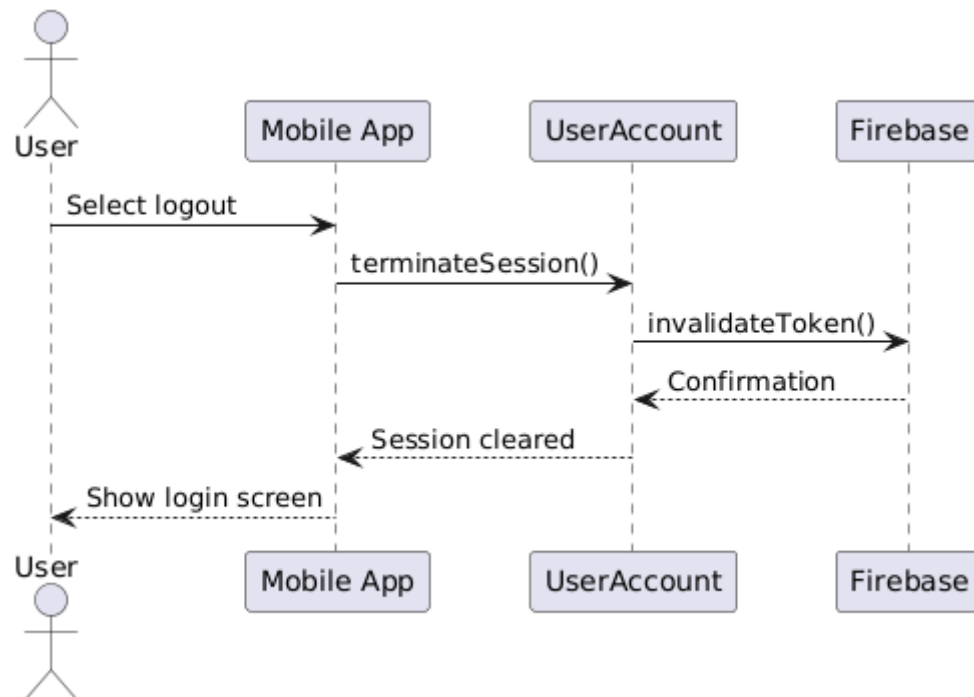 User
Mobile App
UserAccount
Firebase
Select logout
terminateSession()
invalidateToken()
Confirmation
Session cleared
Show login screen
User
Mobile App
UserAccount
Firebase